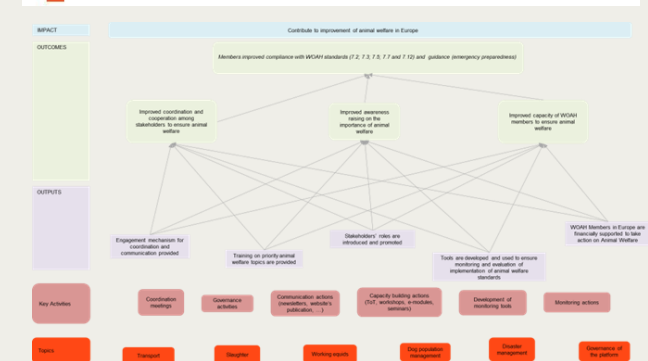 IMPACT
Contribute to improvement of animal welfare in Europe
OUTCOMES
Members improved compliance with WOAH standards (7.2; 7.3; 7.5; 7.7 and 7.12) and guidance (emergency preparedness)
Improved coordination and
cooperation among
stakeholders to ensure animal
welfare
Improved awareness
raising on the
importance of animal
welfare
Improved capacity of WOAH
members to ensure animal
welfare
OUTPUTS
Engagement mechanism for
coordination and
communication provided
Training on priority animal
welfare topics are provided
Stakeholders' roles are
introduced and promoted
Tools are developed and used to ensure
monitoring and evaluation of
implementation of animal welfare
standards
WOAH Members in Europe are
financially supported to take
action on Animal Welfare
Key Activities
Coordination
meetings
Governance
activities
Communication actions
(newsletters, website's
publication, ...)
Capacity building actions
(ToT, workshops, e-modules,
seminars)
Development of
monitoring tools
Monitoring actions
Topics
Transport
Slaughter
Working equids
Dog population
management
Disaster
management
Governance of
the platform